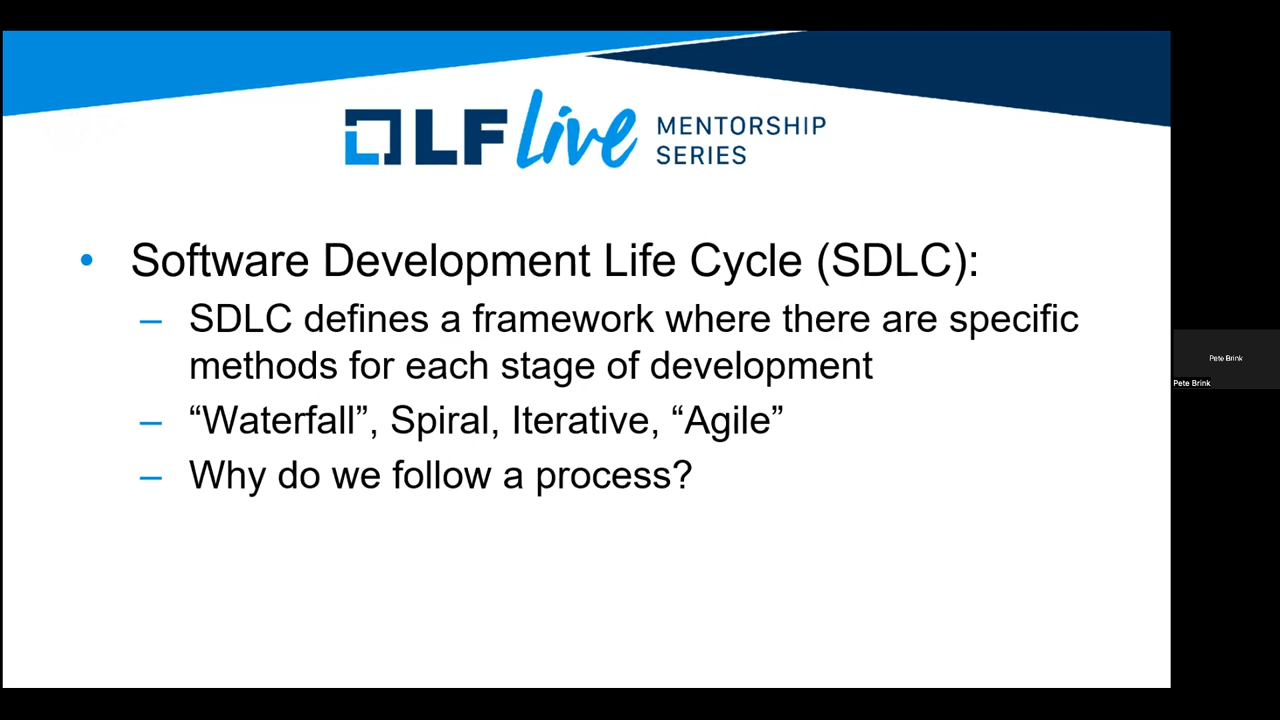 LF live MENTORSHIP
SERIES
• Software Development Life Cycle (SDLC):
– SDLC defines a framework where there are specific
methods for each stage of development
– “Waterfall”, Spiral, Iterative, “Agile”
– Why do we follow a process?
Pete Brink
Pete Brink